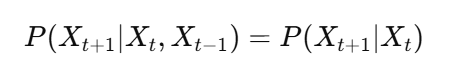 P(X_{t+1}|X_t, X_{t-1}) = P(X_{t+1}|X_t)